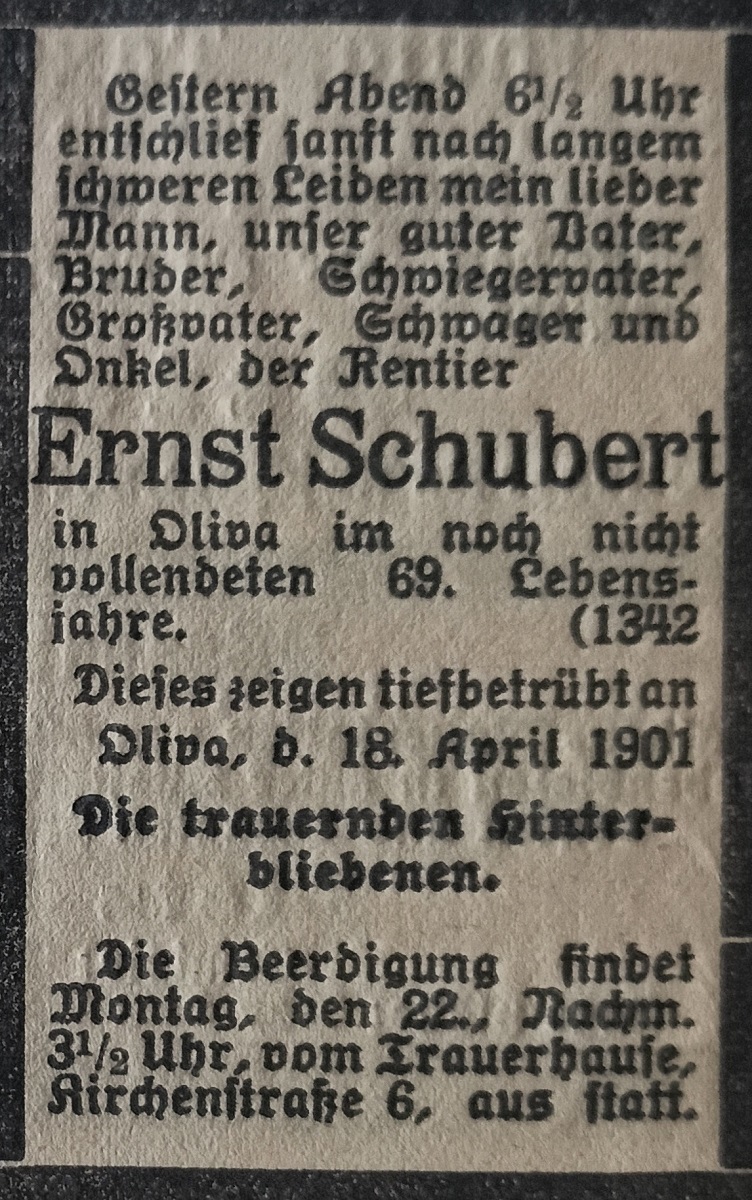 Gestern Abend 6½ Uhr
entschlief sanft nach langem
schweren Leiden mein lieber
Mann, unser guter Vater,
Bruder, Schwiegervater,
Großvater, Schwager und
Onkel, der Rentier
Ernst Schubert
in Oliva im noch nicht
vollendeten 69. Lebens-
jahre. (1342
Dieses zeigen tiefbetrübt an
Oliva, d. 18. April 1901
Die trauernden Hinter-
bliebenen.
Die Beerdigung findet
Montag, den 22., Nachm.
3½ Uhr, vom Trauerhause,
Kirchenstraße 6, aus statt.